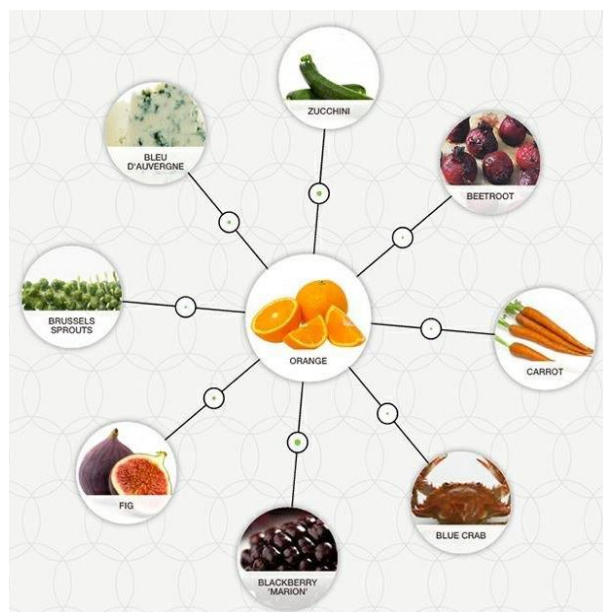 ZUCCHINI
BLEU
D'AUVERGNE
BEETROOT
BRUSSELS
SPROUTS
ORANGE
CARROT
FIG
BLUE CRAB
BLACKBERRY
'MARION'